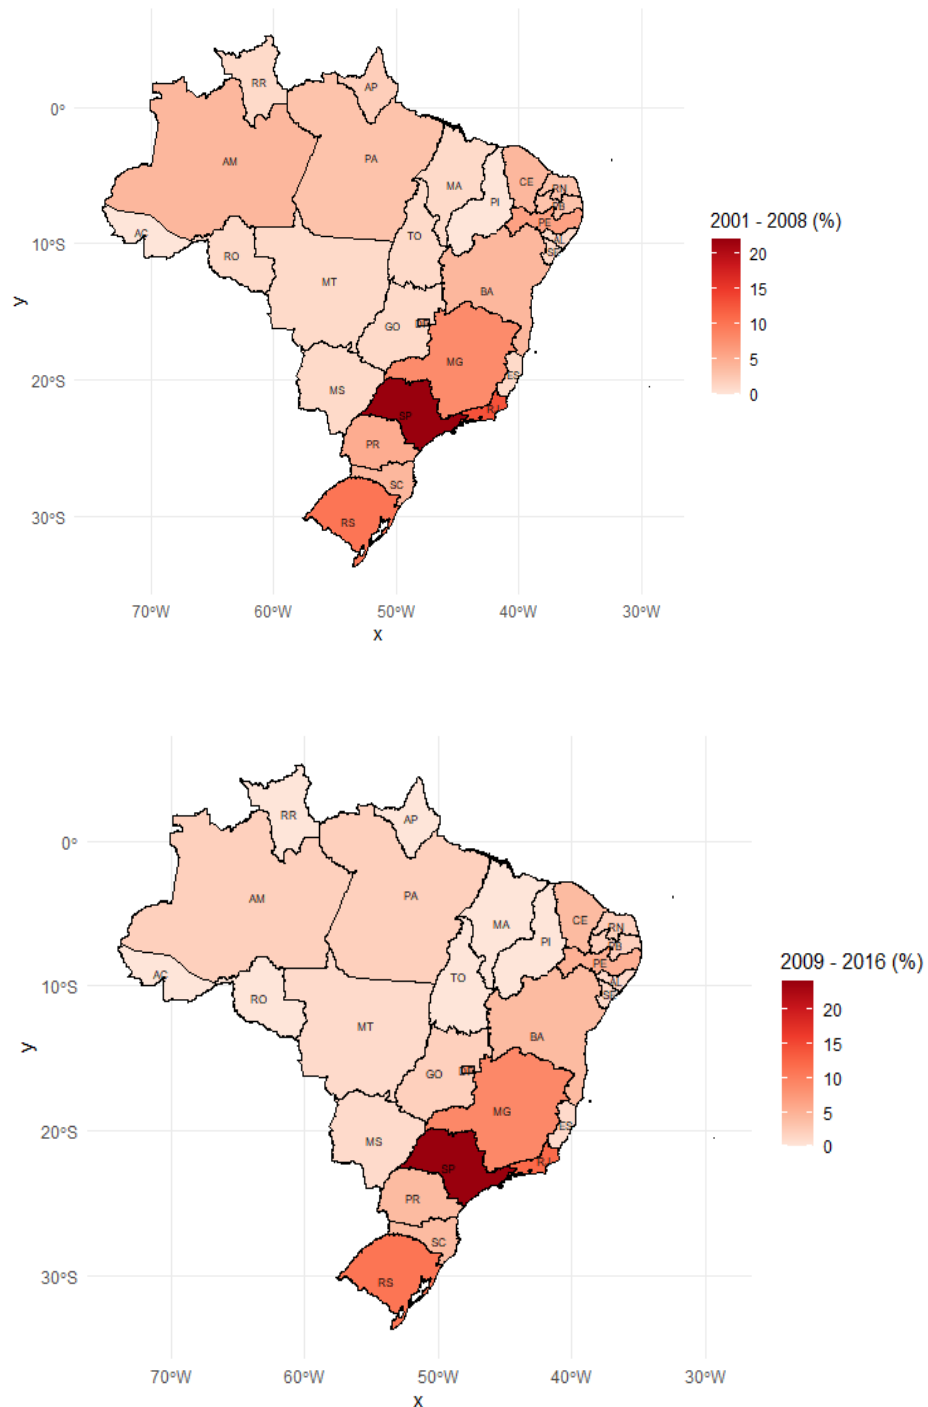 RR
AP
0°
AM
PA
MA
CE
RN
PI
PB
PE
AC
TO
AL
10°S
RO
SE
MT
BA
GO
DF
MG
20°S
MS
ES
SP
RJ
PR
SC
30°S
RS
y
70°W 60°W 50°W 40°W 30°W
x
2001 - 2008 (%)
20
15
10
5
0
RR
AP
0°
AM
PA
MA
CE
RN
PI
PB
PE
AC
TO
AL
10°S
RO
SE
MT
BA
GO
DF
MG
20°S
MS
ES
SP
RJ
PR
SC
30°S
RS
y
70°W 60°W 50°W 40°W 30°W
x
2009 - 2016 (%)
20
15
10
5
0